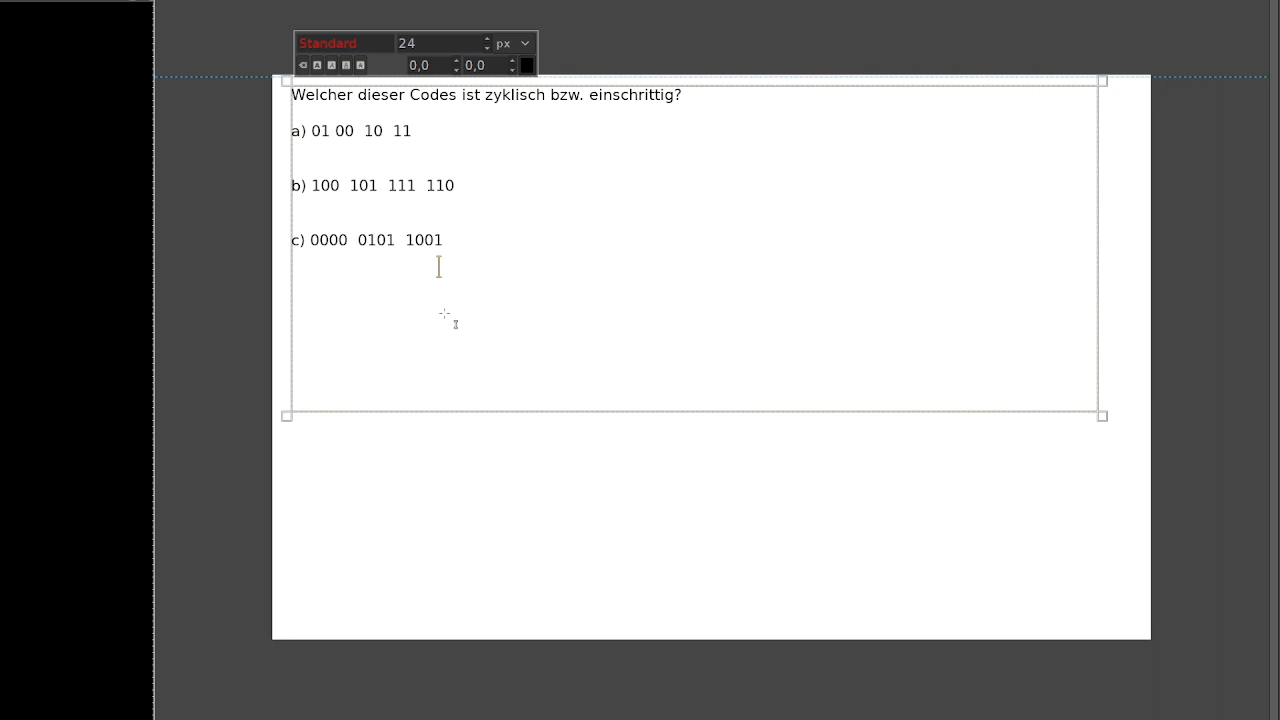 Standard 24 px
0,0 0,0
Welcher dieser Codes ist zyklisch bzw. einschrittig?
a) 01 00 10 11
b) 100 101 111 110
c) 0000 0101 1001